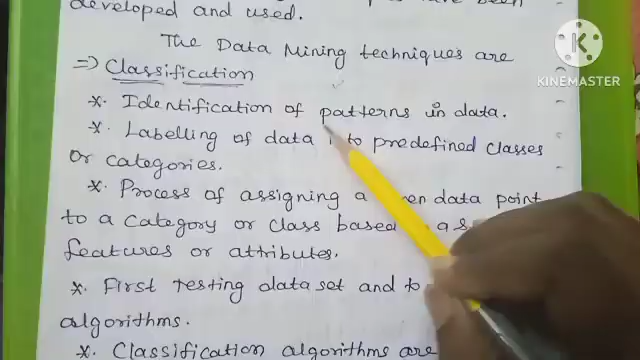 developed and used.
The Data Mining techniques are
=> Classification
*. Identification of patterns in data.
*. Labelling of data to predefined classes
or categories.
*. Process of assigning a data point
to a category or class based
features or attributes.
*. First testing data set and to
algorithms.
*. Classification algorithms are
KINEMASTER